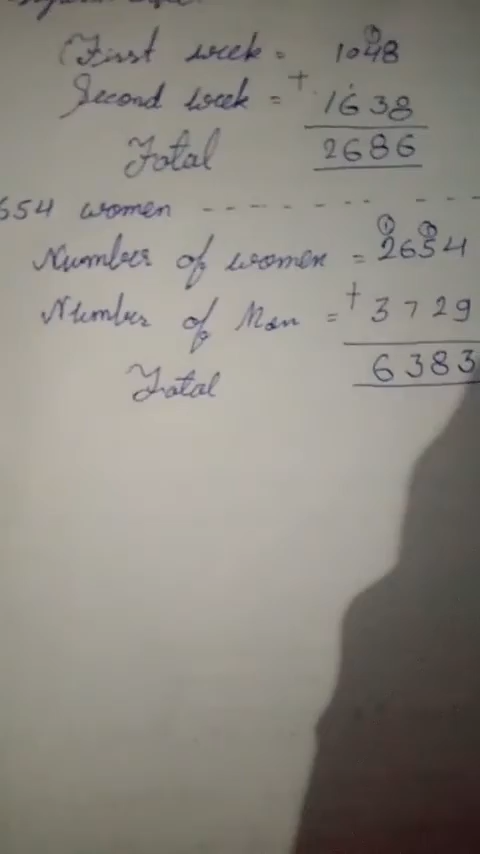 First week = 1048
Second week = + 1638
Total 2686
654 women - - - - - - - - -
Number of women = 2654
Number of Man = + 3729
Total 6383